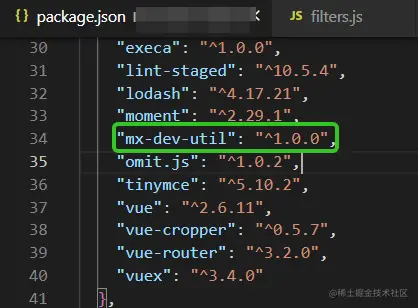 package.json
JS filters.js
30 "execa": "^1.0.0",
31 "lint-staged": "^10.5.4",
32 "lodash": "^4.17.21",
33 "moment": "^2.29.1",
34 "mx-dev-util": "^1.0.0",
35 "omit.js": "^1.0.2",
36 "tinymce": "^5.10.2",
37 "vue": "^2.6.11",
38 "vue-cropper": "^0.5.7",
39 "vue-router": "^3.2.0",
40 "vuex": "^3.4.0"
41 },
@稀土掘金技术社区